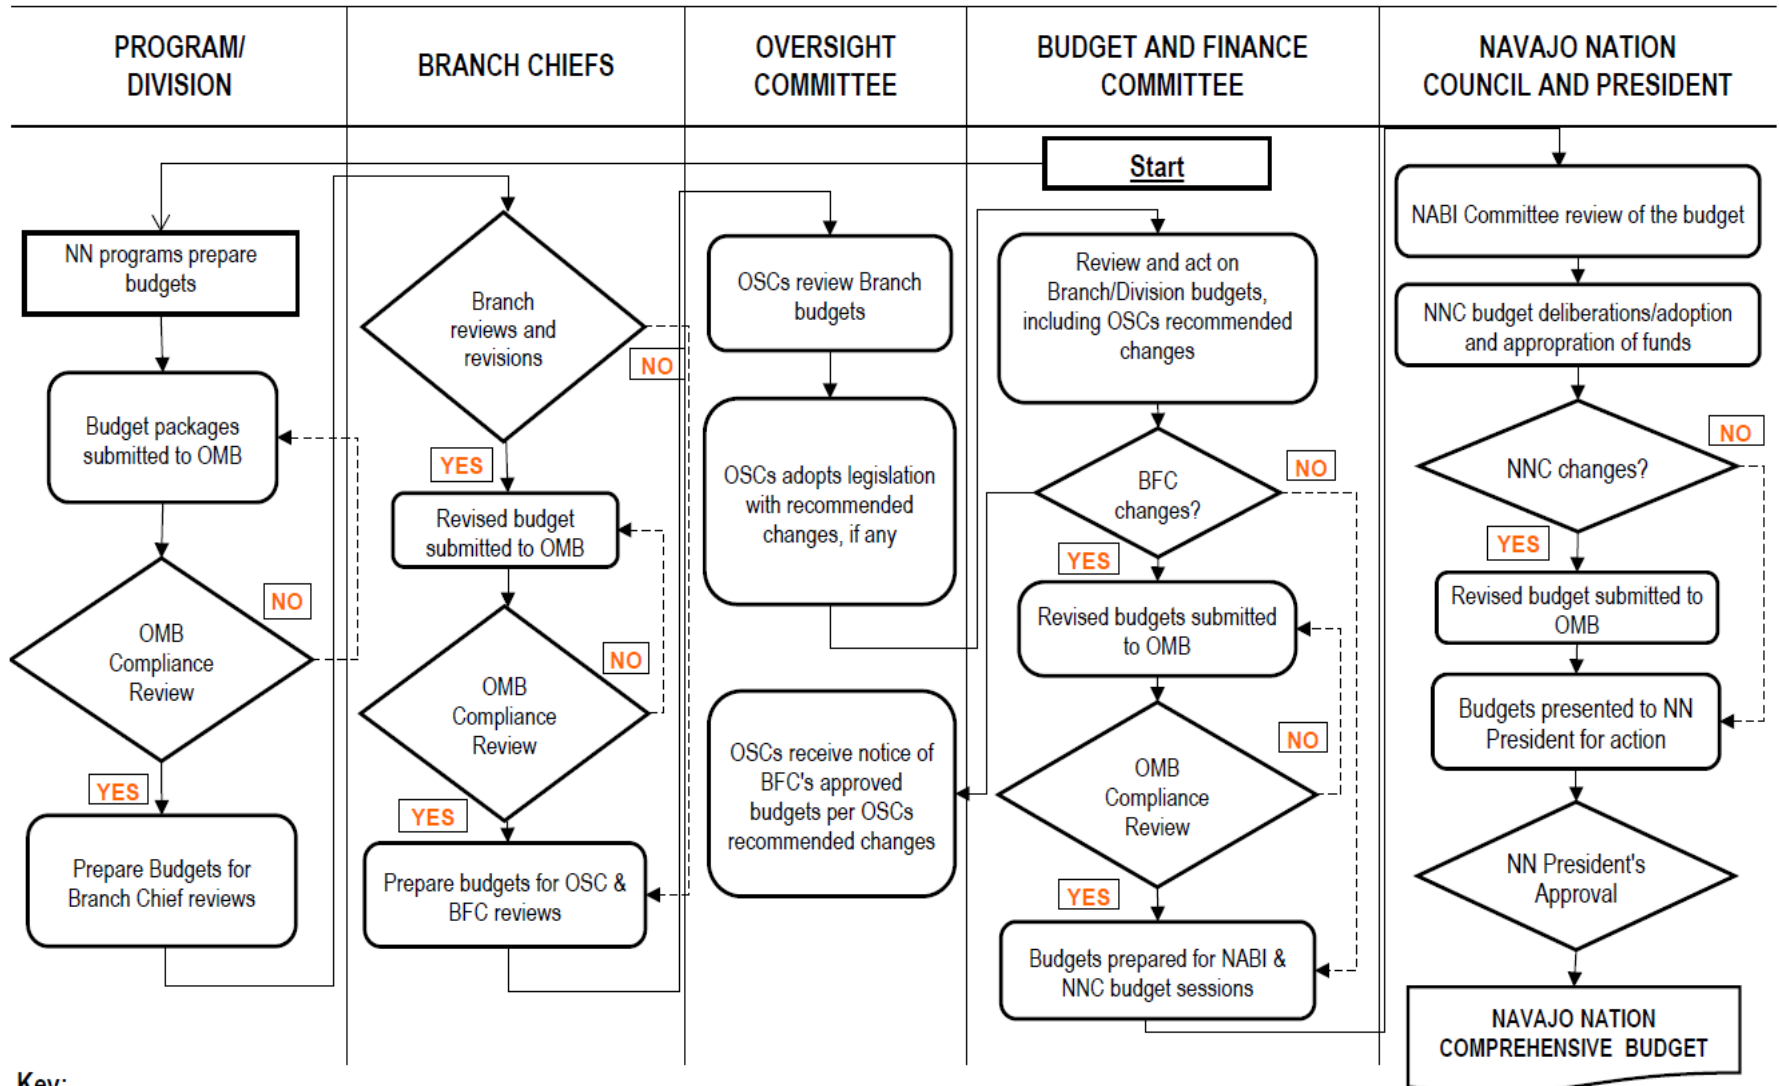 PROGRAM/
DIVISION
BRANCH CHIEFS
OVERSIGHT
COMMITTEE
BUDGET AND FINANCE
COMMITTEE
NAVAJO NATION
COUNCIL AND PRESIDENT
NN programs prepare
budgets
Budget packages
submitted to OMB
NO
OMB
Compliance
Review
YES
Prepare Budgets for
Branch Chief reviews
Branch
reviews and
revisions
NO
YES
Revised budget
submitted to OMB
NO
OMB
Compliance
Review
YES
Prepare budgets for OSC &
BFC reviews
OSCs review Branch
budgets
OSCs adopts legislation
with recommended
changes, if any
OSCs receive notice of
BFC's approved
budgets per OSCs
recommended changes
Start
Review and act on
Branch/Division budgets,
including OSCs recommended
changes
NO
BFC
changes?
YES
Revised budgets submitted
to OMB
NO
OMB
Compliance
Review
YES
Budgets prepared for NABI &
NNC budget sessions
NABI Committee review of the budget
NNC budget deliberations/adoption
and appropration of funds
NO
NNC changes?
YES
Revised budget submitted to
OMB
Budgets presented to NN
President for action
NN President's
Approval
NAVAJO NATION
COMPREHENSIVE BUDGET
Key: